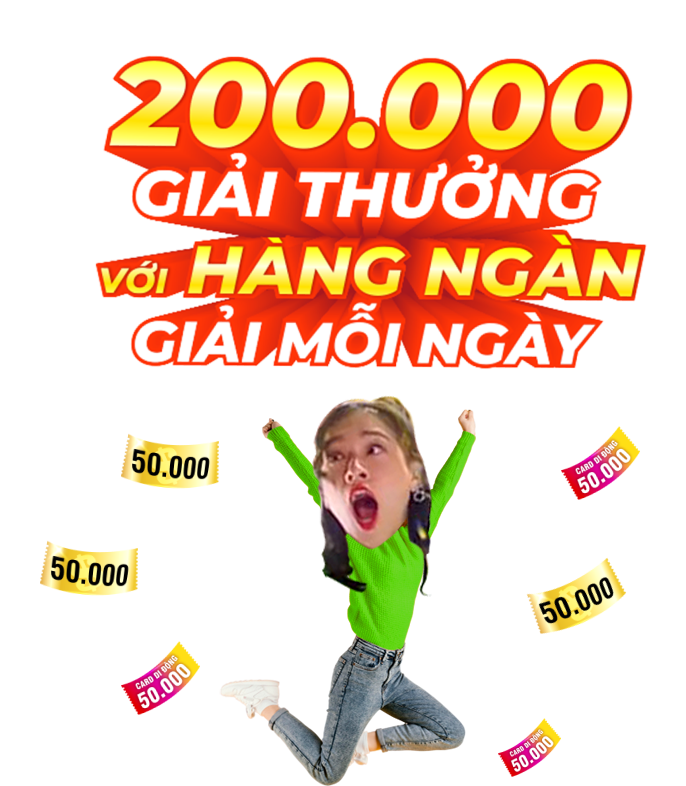 200.000
GIẢI THƯỞNG
VỚI HÀNG NGÀN
GIẢI MỖI NGÀY
50.000
CARD DI ĐỘNG
50.000
50.000
50.000
CARD DI ĐỘNG
50.000
CARD DI ĐỘNG
50.000